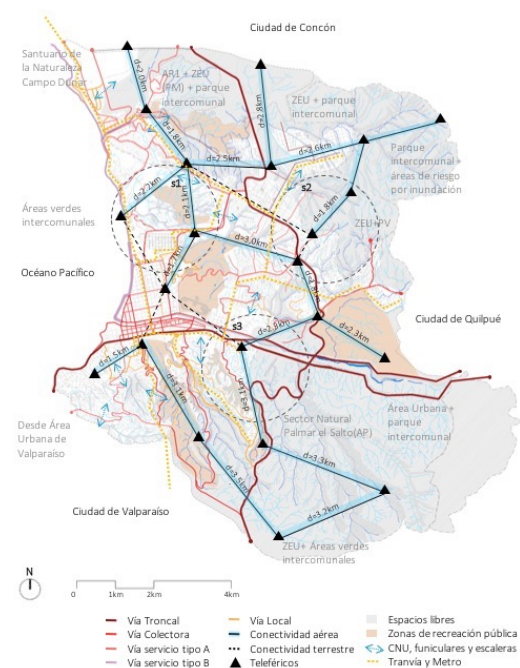 Ciudad de Concón
Santuario de
la Naturaleza
Campo Dunar
AR1 + ZEU
(PM) + parque
intercomunal
d=2.0km
d=2.8km
ZEU + parque
intercomunal
d=1.8km
d=2.5km
d=2.6km
Parque
intercomunal +
áreas de riesgo
por inundación
s1
s2
d=2.2km
d=1.8km
Áreas verdes
intercomunales
ZEU+PV
d=3.0km
d=1.7km
Océano Pacífico
s3
Ciudad de Quilpué
d=2.3km
d=1.5km
d=3.1km
Área Urbana +
parque
intercomunal
Sector Natural
Palmar el Salto(AP)
Desde Área
Urbana de
Valparaíso
d=3.3km
d=3.5km
d=3.2km
Ciudad de Valparaíso
ZEU+ Áreas verdes
intercomunales
N
0 1km 2km 4km
Vía Troncal
Vía Colectora
Vía servicio tipo A
Vía servicio tipo B
Vía Local
Conectividad aérea
Conectividad terrestre
Teleféricos
Espacios libres
Zonas de recreación pública
CNU, funiculares y escaleras
Tranvía y Metro